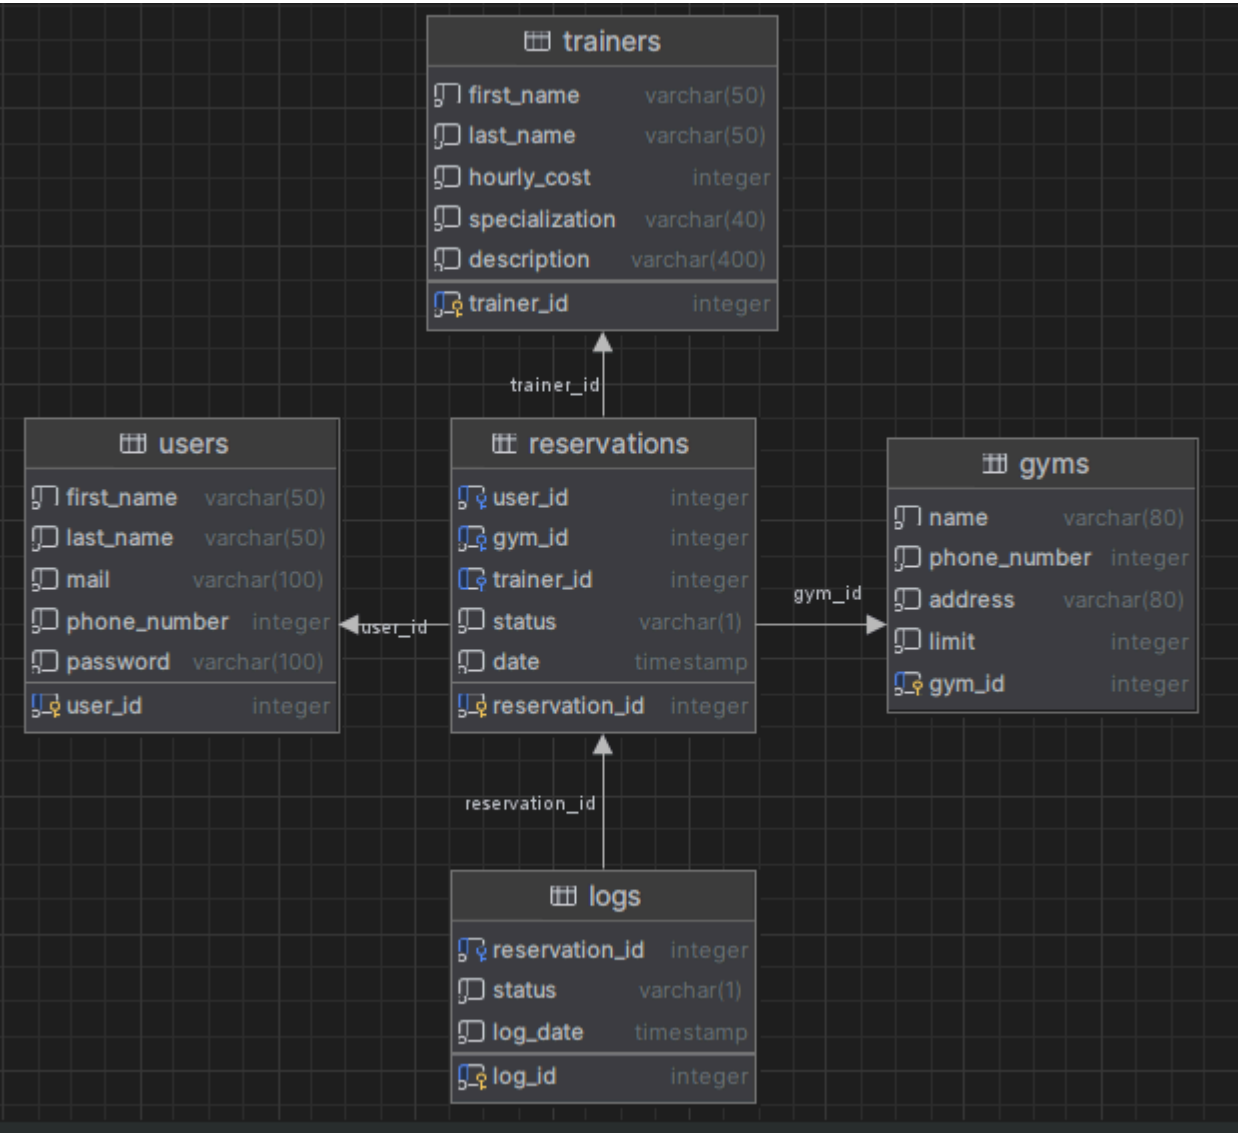 trainers
first_name varchar(50)
last_name varchar(50)
hourly_cost integer
specialization varchar(40)
description varchar(400)
trainer_id integer
trainer_id
users
first_name varchar(50)
last_name varchar(50)
mail varchar(100)
phone_number integer
password varchar(100)
user_id integer
user_id
reservations
user_id integer
gym_id integer
trainer_id integer
status varchar(1)
date timestamp
reservation_id integer
gym_id
gyms
name varchar(80)
phone_number integer
address varchar(80)
limit integer
gym_id integer
reservation_id
logs
reservation_id integer
status varchar(1)
log_date timestamp
log_id integer